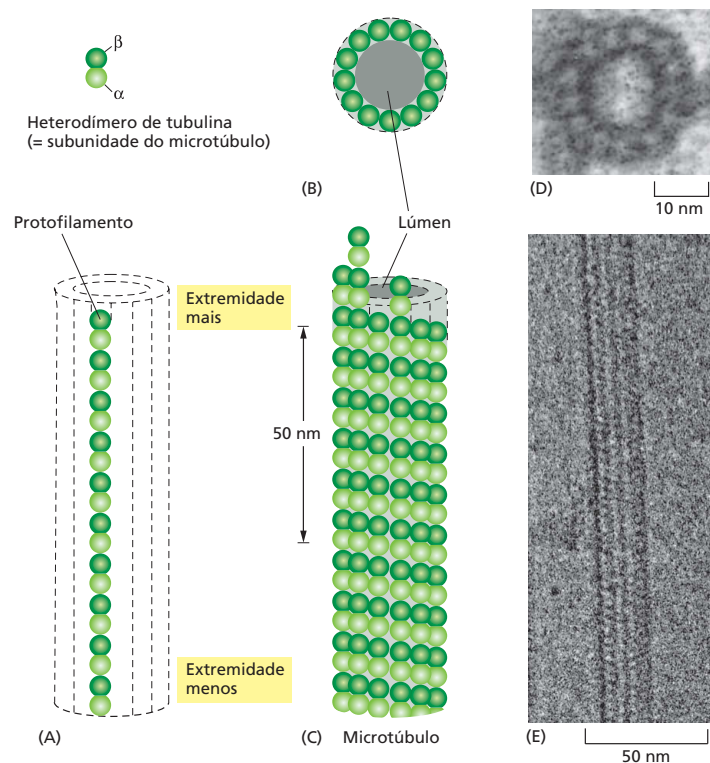 β
α
Heterodímero de tubulina
(= subunidade do microtúbulo)
(B)
(D)
10 nm
Protofilamento
Lúmen
Extremidade
mais
50 nm
Extremidade
menos
(A)
(C)
Microtúbulo
(E)
50 nm